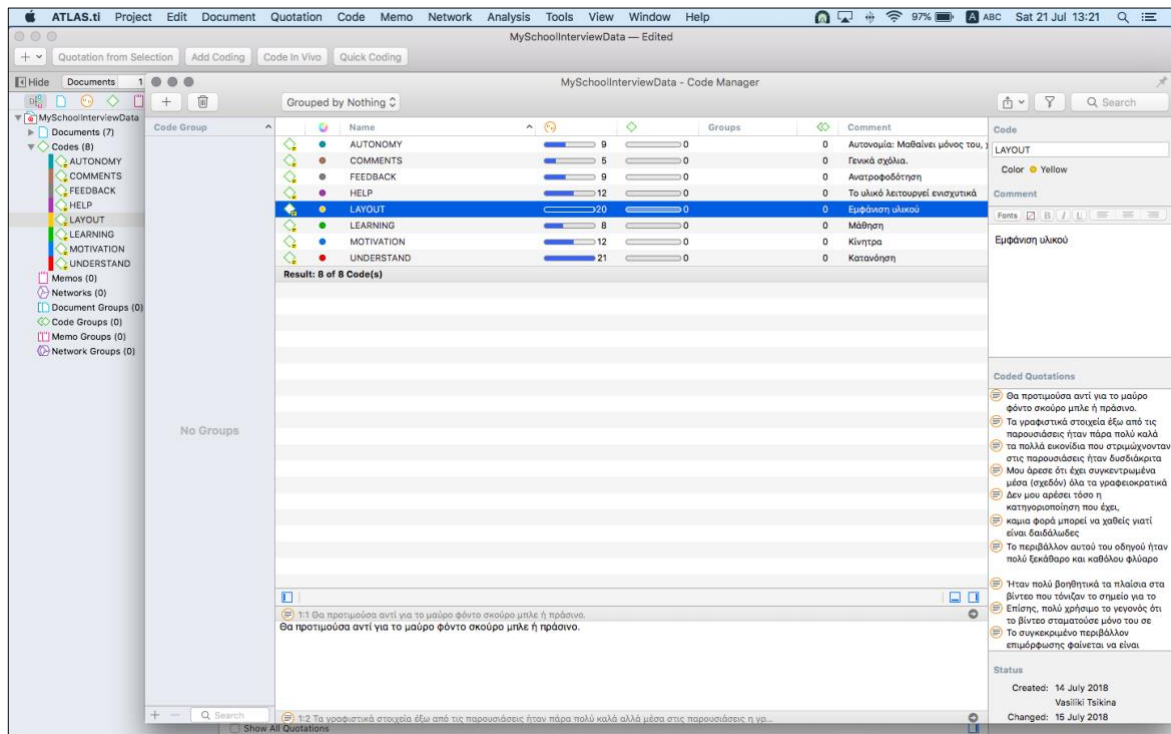 ATLAS.ti Project Edit Document Quotation Code Memo Network Analysis Tools View Window Help 97% A ABC Sat 21 Jul 13:21
MySchoolInterviewData — Edited
+ Quotation from Selection Add Coding Code In Vivo Quick Coding
Hide Documents 1
MySchoolInterviewData - Code Manager
+ Grouped by Nothing Search
MySchoolInterviewData
Documents (7)
Codes (8)
AUTONOMY
COMMENTS
FEEDBACK
HELP
LAYOUT
LEARNING
MOTIVATION
UNDERSTAND
Memos (0)
Networks (0)
Document Groups (0)
Code Groups (0)
Memo Groups (0)
Network Groups (0)
Code Group
No Groups
+ − Search
Name Groups Comment
AUTONOMY 9 0 0 Αυτονομία: Μαθαίνει μόνος του,
COMMENTS 5 0 0 Γενικά σχόλια.
FEEDBACK 9 0 0 Ανατροφοδότηση
HELP 12 0 0 Το υλικό λειτουργεί ενισχυτικά
LAYOUT 20 0 0 Εμφάνιση υλικού
LEARNING 8 0 0 Μάθηση
MOTIVATION 12 0 0 Κίνητρα
UNDERSTAND 21 0 0 Κατανόηση
Result: 8 of 8 Code(s)
1:1 Θα προτιμούσα αντί για το μαύρο φόντο σκούρο μπλε ή πράσινο.
Θα προτιμούσα αντί για το μαύρο φόντο σκούρο μπλε ή πράσινο.
1:2 Τα γραφιστικά στοιχεία έξω από τις παρουσιάσεις ήταν πάρα πολύ καλά αλλά μέσα στις παρουσιάσεις η γρ...
Show All Quotations
Code
LAYOUT
Color Yellow
Comment
Fonts B I U
Εμφάνιση υλικού
Coded Quotations
Θα προτιμούσα αντί για το μαύρο
φόντο σκούρο μπλε ή πράσινο.
Τα γραφιστικά στοιχεία έξω από τις
παρουσιάσεις ήταν πάρα πολύ καλά
τα πολλά εικονίδια που στριμώχνονταν
στις παρουσιάσεις ήταν δυσδιάκριτα
Μου άρεσε ότι έχει συγκεντρωμένα
μέσα (σχεδόν) όλα τα γραφειοκρατικά
Δεν μου αρέσει τόσο η
κατηγοριοποίηση που έχει,
καμια φορά μπορεί να χαθείς γιατί
είναι δαιδάλωδες
Το περιβάλλον αυτού του οδηγού ήταν
πολύ ξεκάθαρο και καθόλου φλύαρο
Ήταν πολύ βοηθητικά τα πλαίσια στα
βίντεο που τόνιζαν το σημείο για το
Επίσης, πολύ χρήσιμο το γεγονός ότι
το βίντεο σταματούσε μόνο του σε
Το συγκεκριμένο περιβάλλον
επιμόρφωσης φαίνεται να είναι
Status
Created: 14 July 2018
Vasiliki Tsikina
Changed: 15 July 2018